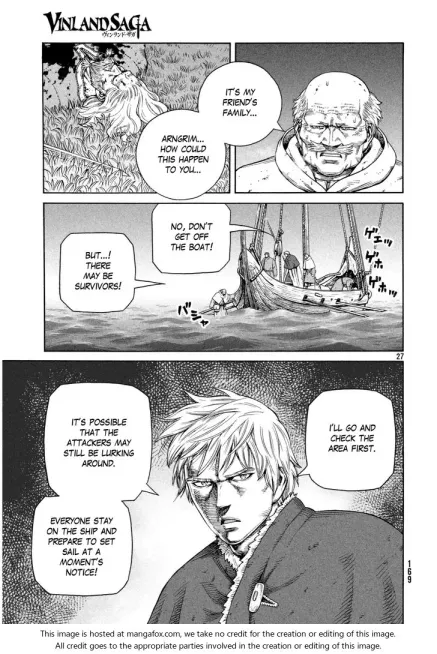 VINLAND SAGA
ヴィンランド・サガ
IT'S MY
FRIEND'S
FAMILY...
ARNGRIM...
HOW COULD
THIS HAPPEN
TO YOU...
NO, DON'T
GET OFF
THE BOAT!
BUT...!
THERE
MAY BE
SURVIVORS!
ゲエッ
ゲホ
ゲホッ
バシャ
27
I'LL GO AND
CHECK THE
AREA FIRST.
IT'S POSSIBLE
THAT THE
ATTACKERS MAY
STILL BE LURKING
AROUND.
EVERYONE STAY
ON THE SHIP AND
PREPARE TO SET
SAIL AT A
MOMENT'S
NOTICE!
169
This image is hosted at mangafox.com, we take no credit for the creation or editing of this image.
All credit goes to the appropriate parties involved in the creation or editing of this image.